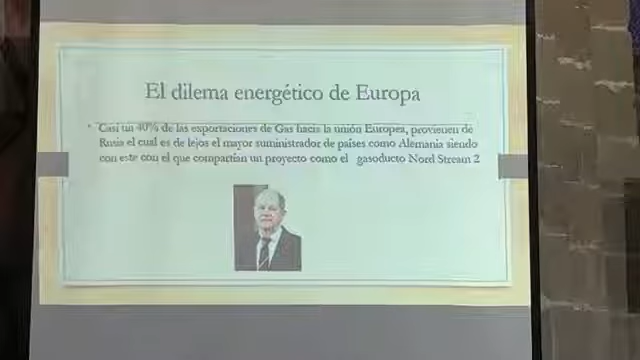 El dilema energético de Europa
• Casi un 40% de las exportaciones de Gas hacia la unión Europea, provienen de
Rusia el cual es de lejos el mayor suministrador de países como Alemania siendo
con este con el que compartían un proyecto como el gasoducto Nord Stream 2